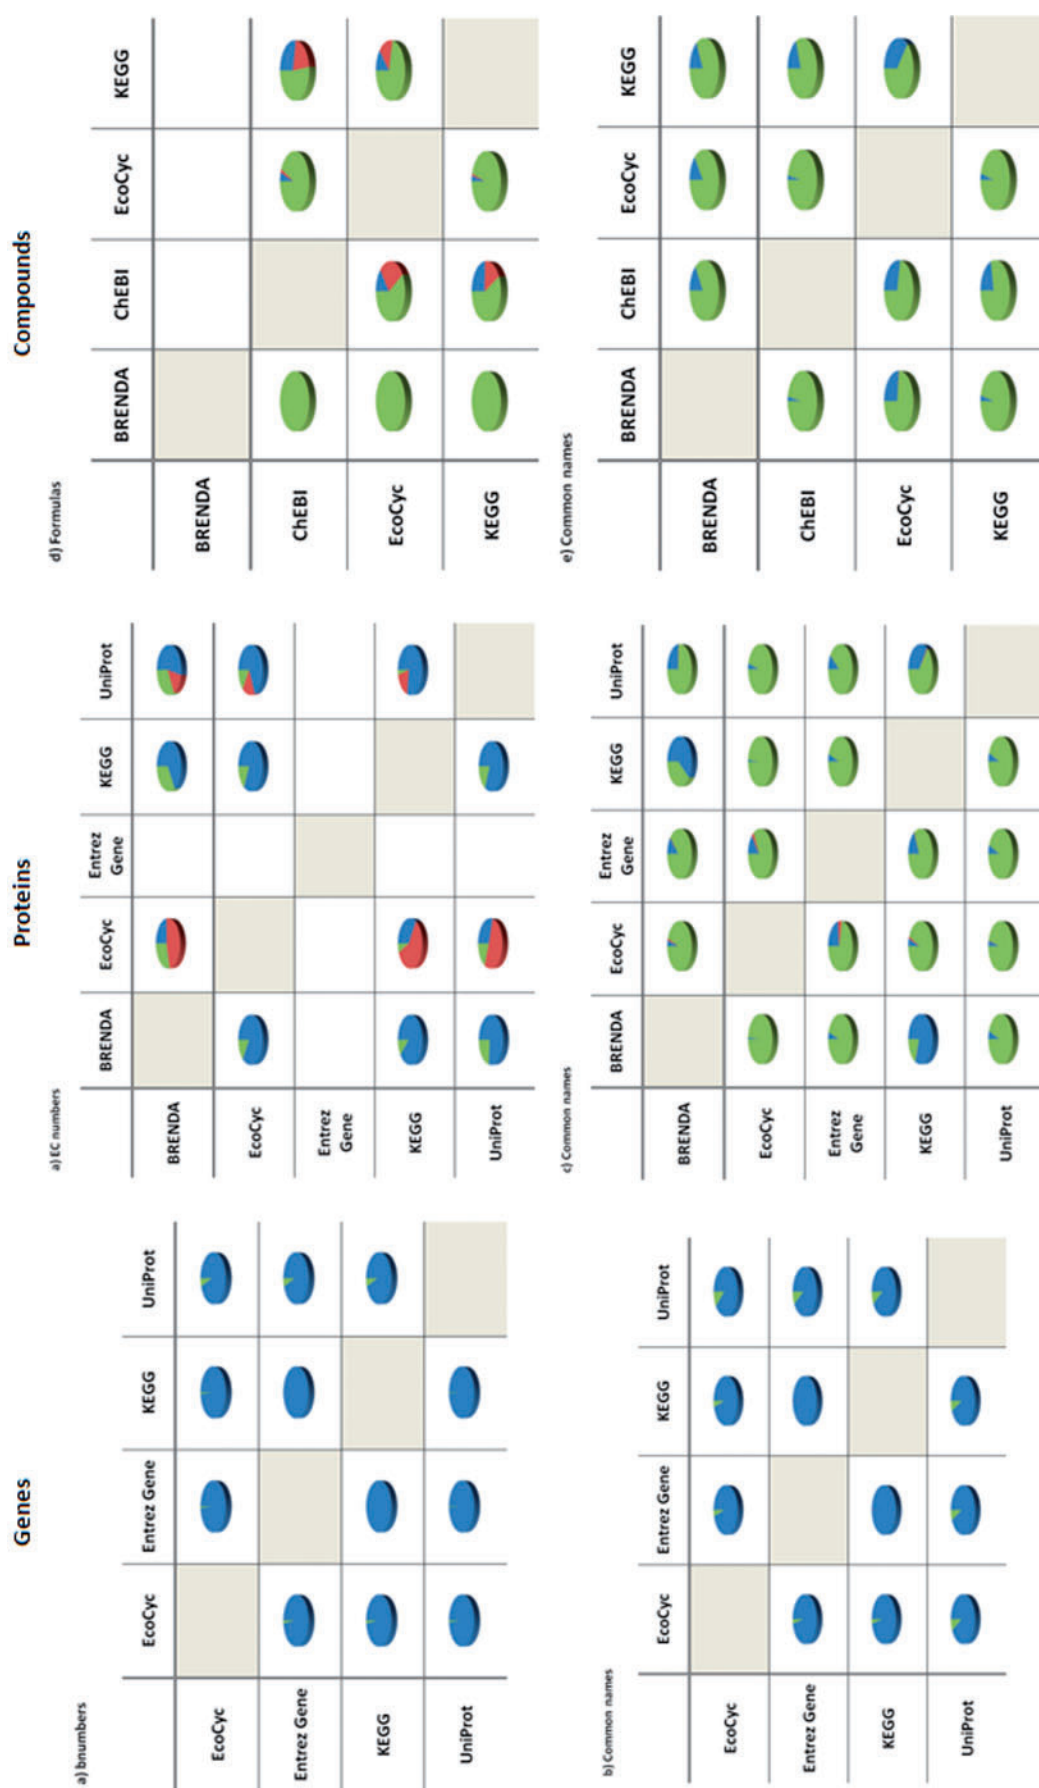 Genes
a) bnumbers
EcoCyc
Entrez Gene
KEGG
UniProt
EcoCyc
Entrez Gene
KEGG
UniProt
b) Common names
EcoCyc
Entrez Gene
KEGG
UniProt
EcoCyc
Entrez Gene
KEGG
UniProt
Proteins
a) EC numbers
BRENDA
EcoCyc
Entrez
Gene
KEGG
UniProt
BRENDA
EcoCyc
Entrez
Gene
KEGG
UniProt
c) Common names
BRENDA
EcoCyc
Entrez
Gene
KEGG
UniProt
BRENDA
EcoCyc
Entrez
Gene
KEGG
UniProt
Compounds
d) Formulas
BRENDA
ChEBI
EcoCyc
KEGG
BRENDA
ChEBI
EcoCyc
KEGG
e) Common names
BRENDA
ChEBI
EcoCyc
KEGG
BRENDA
ChEBI
EcoCyc
KEGG